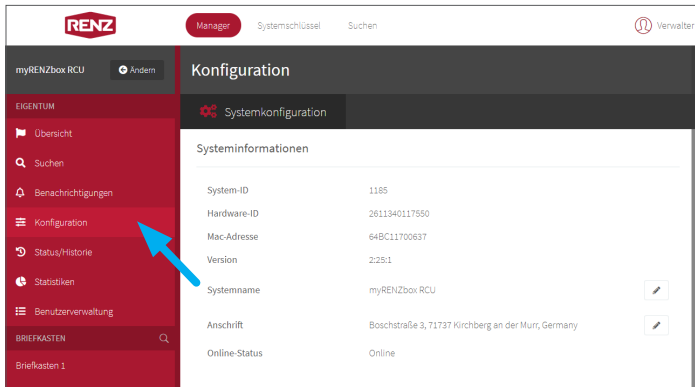 RENZ
Manager Systemschlüssel Suchen Verwalter
myRENZbox RCU Ändern
Konfiguration
EIGENTUM
Systemkonfiguration
Übersicht
Systeminformationen
Suchen
Benachrichtigungen
System-ID 1185
Hardware-ID 2611340117550
Konfiguration
Mac-Adresse 64BC11700637
Status/Historie
Version 2:25:1
Statistiken
Systemname myRENZbox RCU
Benutzerverwaltung
Anschrift Boschstraße 3, 71737 Kirchberg an der Murr, Germany
BRIEFKASTEN
Online-Status Online
Briefkasten 1